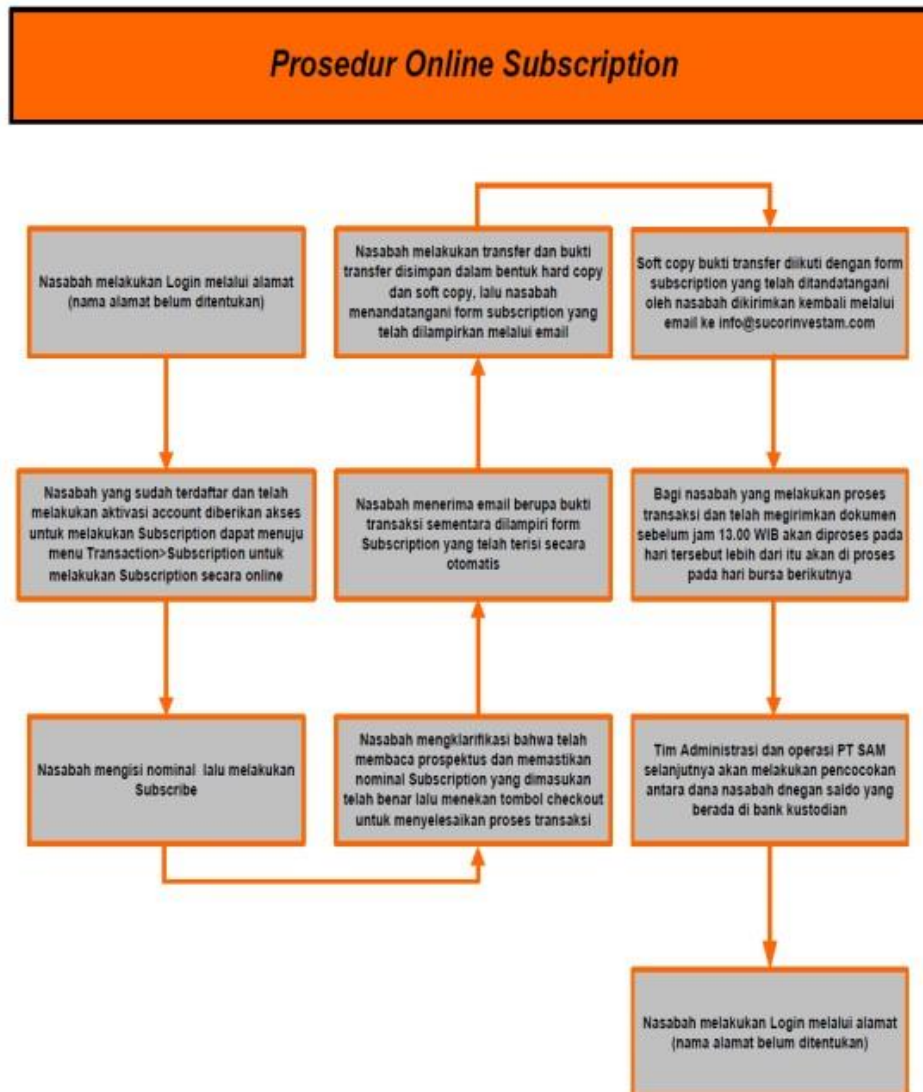 Prosedur Online Subscription
Nasabah melakukan Login melalui alamat
(nama alamat belum ditentukan)
Nasabah yang sudah terdaftar dan telah
melakukan aktivasi account diberikan akses
untuk melakukan Subscription dapat menuju
menu Transaction>Subscription untuk
melakukan Subscription secara online
Nasabah mengisi nominal lalu melakukan
Subscribe
Nasabah mengklarifikasi bahwa telah
membaca prospektus dan memastikan
nominal Subscription yang dimasukan
telah benar lalu menekan tombol checkout
untuk menyelesaikan proses transaksi
Nasabah menerima email berupa bukti
transaksi sementara dilampiri form
Subscription yang telah terisi secara
otomatis
Nasabah melakukan transfer dan bukti
transfer disimpan dalam bentuk hard copy
dan soft copy, lalu nasabah
menandatangani form subscription yang
telah dilampirkan melalui email
Soft copy bukti transfer diikuti dengan form
subscription yang telah ditandatangani
oleh nasabah dikirimkan kembali melalui
email ke info@sucorinvestam.com
Bagi nasabah yang melakukan proses
transaksi dan telah megirimkan dokumen
sebelum jam 13.00 WIB akan diproses pada
hari tersebut lebih dari itu akan di proses
pada hari bursa berikutnya
Tim Administrasi dan operasi PT SAM
selanjutnya akan melakukan pencocokan
antara dana nasabah dnegan saldo yang
berada di bank kustodian
Nasabah melakukan Login melalui alamat
(nama alamat belum ditentukan)